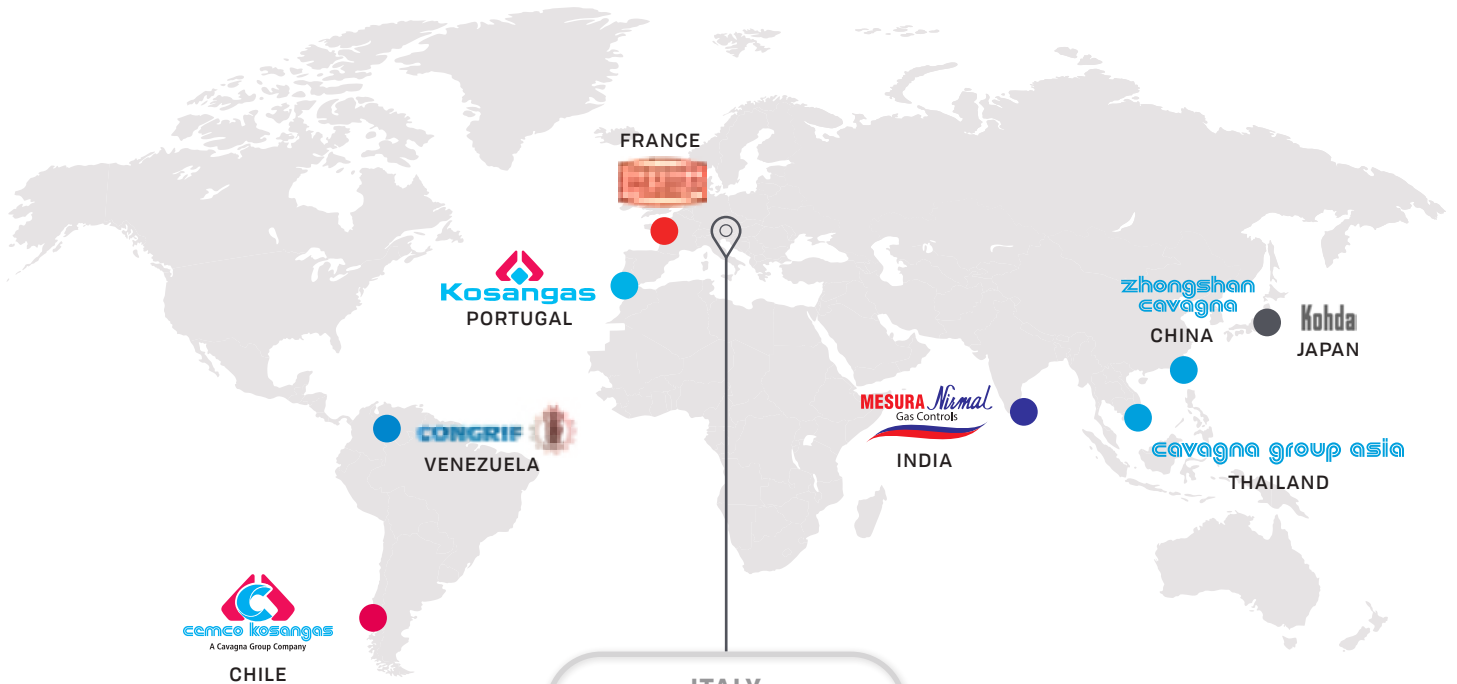 FRANCE
Kosangas
PORTUGAL
zhongshan
cavagna
CHINA
Kohda
JAPAN
MESURA Nirmal
Gas Controls
INDIA
CONGRIF
VENEZUELA
cavagna group asia
THAILAND
cemco kosangas
A Cavagna Group Company
CHILE
ITALY